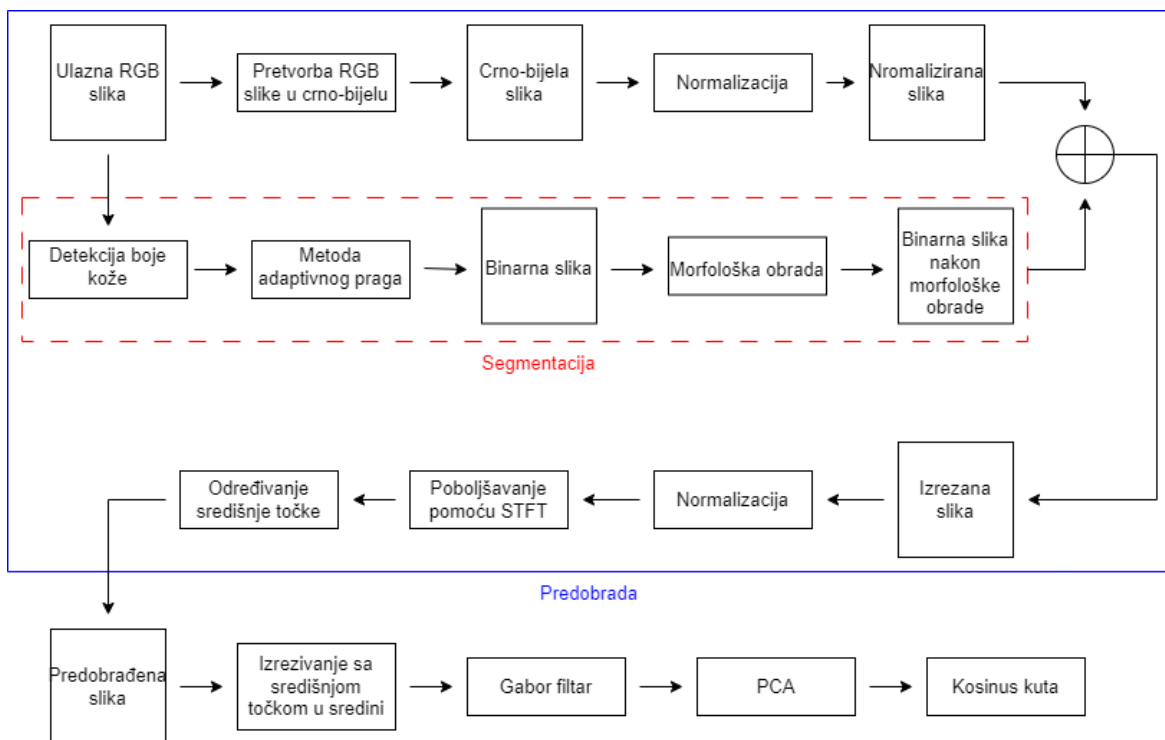 Ulazna RGB
slika
Pretvorba RGB
slike u crno-bijelu
Crno-bijela
slika
Normalizacija
Nromalizirana
slika
Detekcija boje
kože
Metoda
adaptivnog praga
Binarna slika
Morfološka obrada
Binarna slika
nakon
morfološke
obrade
Segmentacija
Izrezana
slika
Normalizacija
Poboljšavanje
pomoću STFT
Određivanje
središnje točke
Predobrada
Predobrađena
slika
Izrezivanje sa
središnjom
točkom u sredini
Gabor filtar
PCA
Kosinus kuta